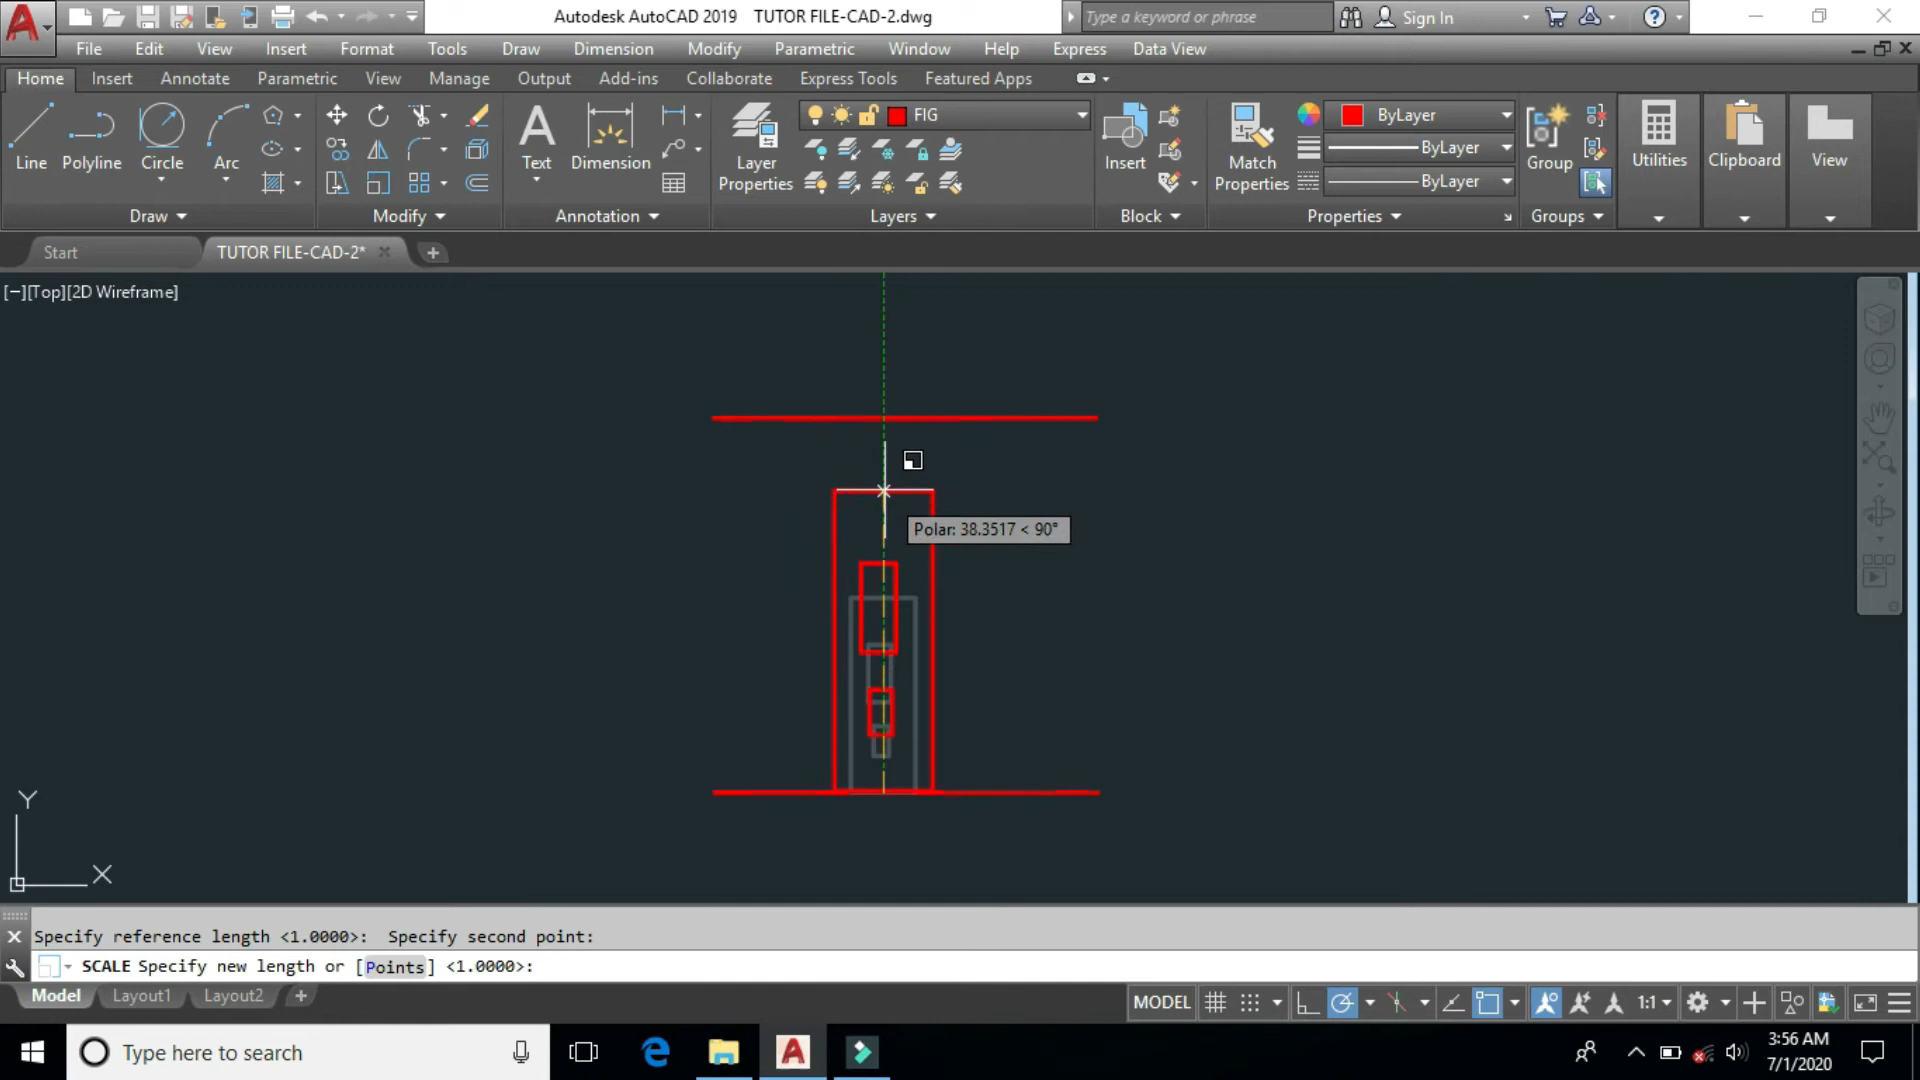 Autodesk AutoCAD 2019 TUTOR FILE-CAD-2.dwg
Type a keyword or phrase
Sign In
File Edit View Insert Format Tools Draw Dimension Modify Parametric Window Help Express Data View
Home Insert Annotate Parametric View Manage Output Add-ins Collaborate Express Tools Featured Apps
FIG
ByLayer
ByLayer
ByLayer
Line Polyline Circle Arc
Text Dimension
Layer Properties
Insert
Match Properties
Group
Utilities Clipboard View
Draw Modify Annotation Layers Block Properties Groups
Start TUTOR FILE-CAD-2*
[−][Top][2D Wireframe]
Polar: 38.3517 < 90°
Y
X
Specify reference length <1.0000>:  Specify second point:
SCALE Specify new length or [Points] <1.0000>:
Model Layout1 Layout2
MODEL 1:1
Type here to search
3:56 AM
7/1/2020